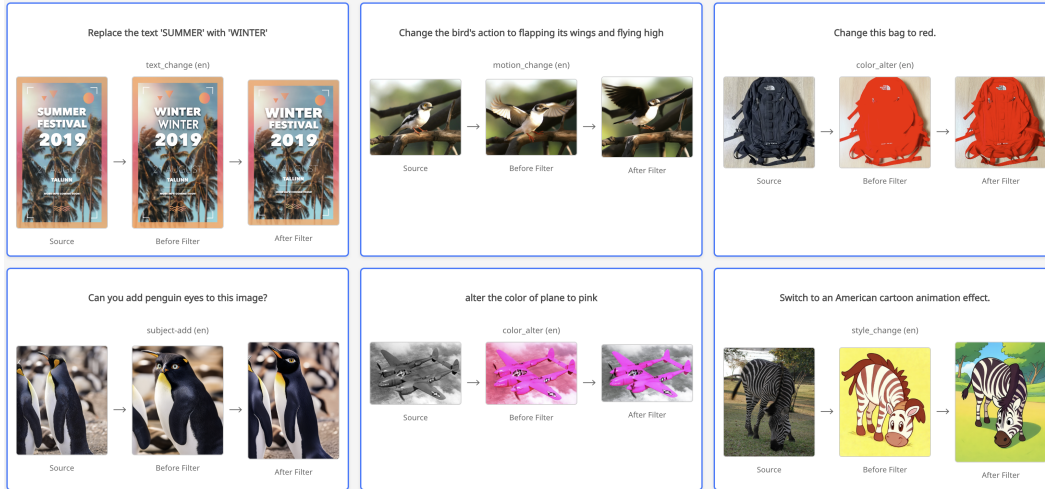 Replace the text 'SUMMER' with 'WINTER'
text_change (en)
SUMMER
FESTIVAL
2019
TALLINN
WINTER
WINTER
2019
TALLINN
WINTER
FESTIVAL
2019
TALLINN
Source
Before Filter
After Filter
Change the bird's action to flapping its wings and flying high
motion_change (en)
Source
Before Filter
After Filter
Change this bag to red.
color_alter (en)
Source
Before Filter
After Filter
Can you add penguin eyes to this image?
subject-add (en)
Source
Before Filter
After Filter
alter the color of plane to pink
color_alter (en)
Source
Before Filter
After Filter
Switch to an American cartoon animation effect.
style_change (en)
Source
Before Filter
After Filter